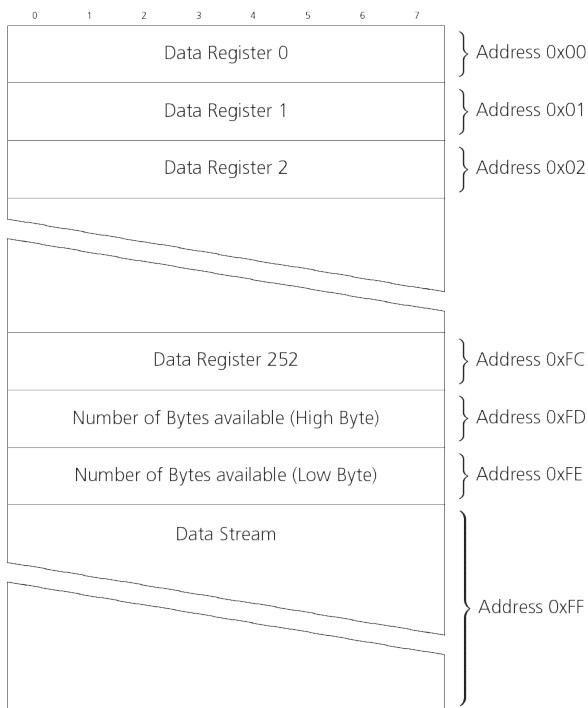 0 1 2 3 4 5 6 7
Data Register 0 Address 0x00
Data Register 1 Address 0x01
Data Register 2 Address 0x02
Data Register 252 Address 0xFC
Number of Bytes available (High Byte) Address 0xFD
Number of Bytes available (Low Byte) Address 0xFE
Data Stream
Address 0xFF